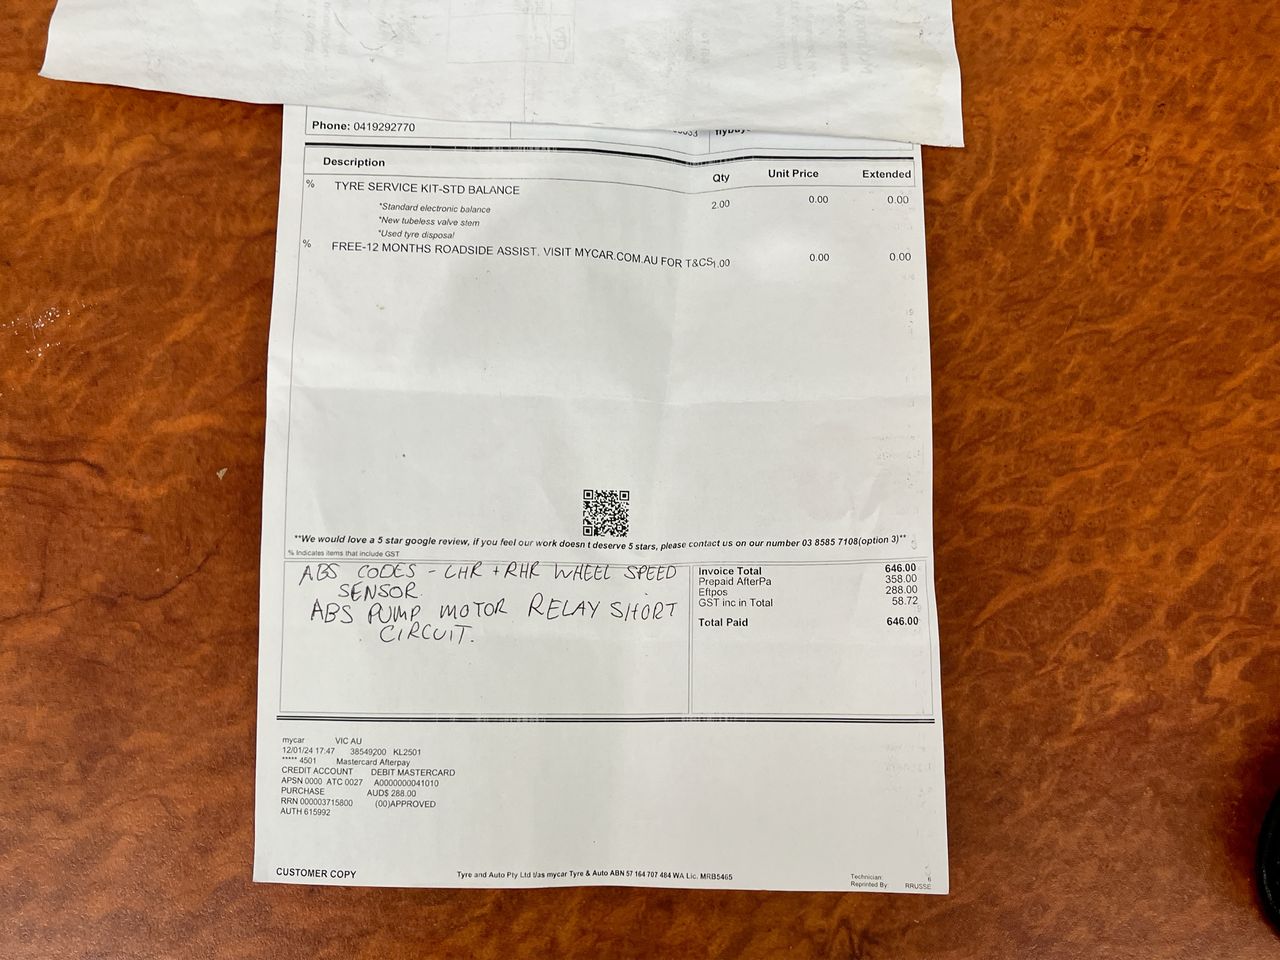 Phone: 0419292770
Description Qty Unit Price Extended
% TYRE SERVICE KIT-STD BALANCE 2.00 0.00 0.00
*Standard electronic balance
*New tubeless valve stem
*Used tyre disposal
% FREE-12 MONTHS ROADSIDE ASSIST. VISIT MYCAR.COM.AU FOR T&CS 1.00 0.00 0.00
**We would love a 5 star google review, if you feel our work doesn t deserve 5 stars, please contact us on our number 03 8585 7108(option 3)**
% Indicates items that include GST
ABS CODES - LHR + RHR WHEEL SPEED
SENSOR.
ABS PUMP MOTOR RELAY SHORT
CIRCUIT.
Invoice Total 646.00
Prepaid AfterPa 358.00
Eftpos 288.00
GST inc in Total 58.72
Total Paid 646.00
mycar VIC AU
12/01/24 17:47 38549200 KL2501
***** 4501 Mastercard Afterpay
CREDIT ACCOUNT DEBIT MASTERCARD
APSN 0000 ATC 0027 A0000000041010
PURCHASE AUD$ 288.00
RRN 000003715800 (00)APPROVED
AUTH 615992
CUSTOMER COPY
Tyre and Auto Pty Ltd t/as mycar Tyre & Auto ABN 57 164 707 484 WA Lic. MRB5465
Technician: 6
Reprinted By: RRUSSE